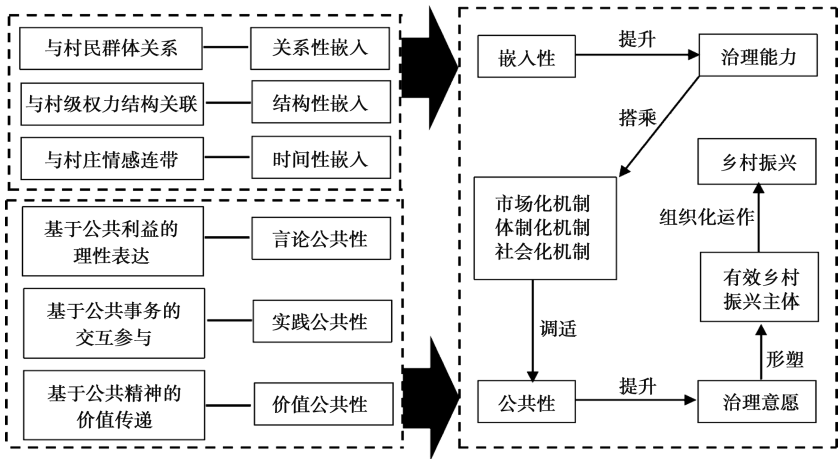 与村民群体关系
关系性嵌入
与村级权力结构关联
结构性嵌入
与村庄情感连带
时间性嵌入
基于公共利益的
理性表达
言论公共性
基于公共事务的
交互参与
实践公共性
基于公共精神的
价值传递
价值公共性
嵌入性
提升
治理能力
搭乘
市场化机制
体制化机制
社会化机制
调适
公共性
提升
治理意愿
形塑
有效乡村
振兴主体
组织化运作
乡村振兴